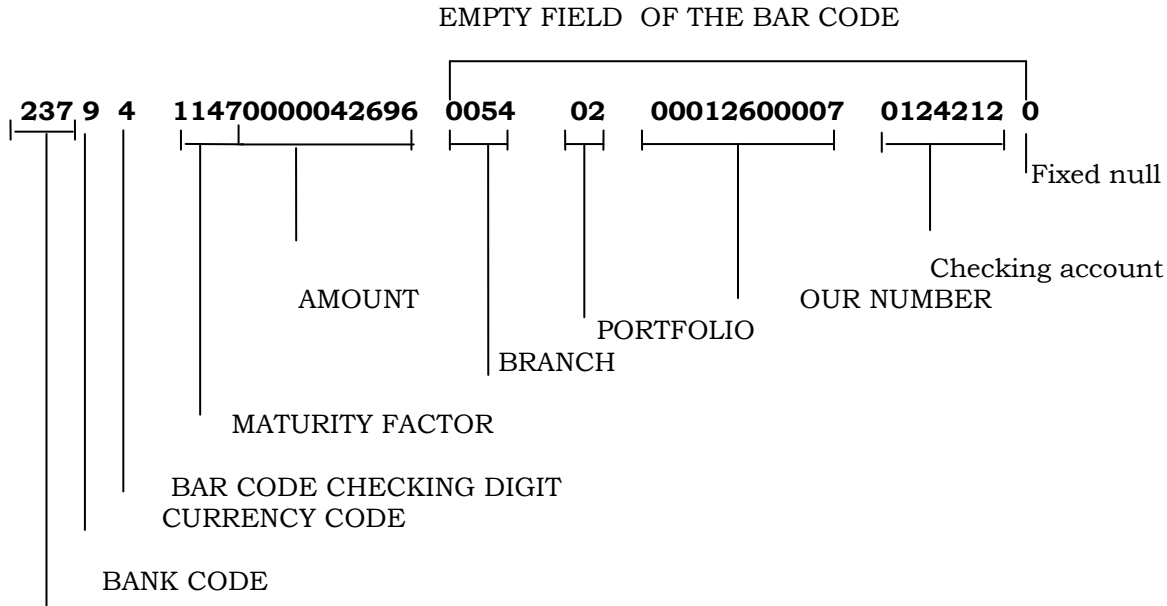 EMPTY FIELD OF THE BAR CODE
237 9 4 11470000042696 0054 02 00012600007 0124212 0
Fixed null
Checking account
AMOUNT OUR NUMBER
PORTFOLIO
BRANCH
MATURITY FACTOR
BAR CODE CHECKING DIGIT
CURRENCY CODE
BANK CODE